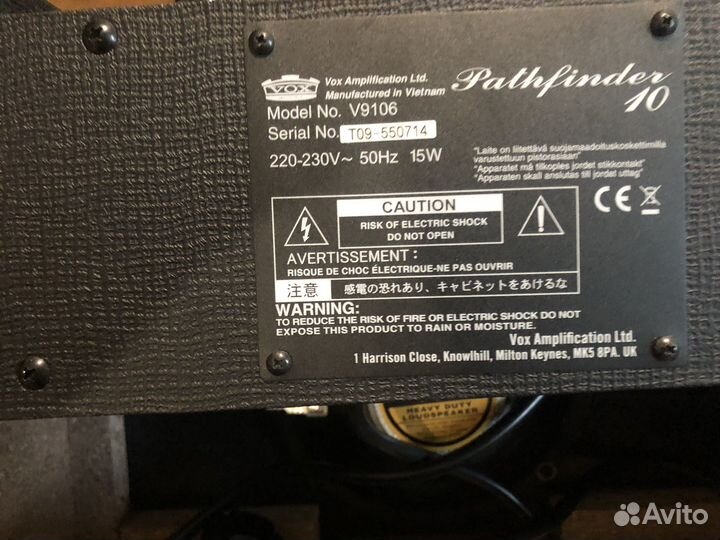 VOX
Vox Amplification Ltd.
Manufactured in Vietnam
Pathfinder
10
Model No. V9106
Serial No. T09-550714
220-230V~ 50Hz 15W
"Laite on liitettävä suojamaadoituskoskettimilla
varustettuun pistorasiaan"
"Apparatet må tilkoples jordet stikkontakt"
"Apparaten skall anslutas till jordet uttag"
CE
CAUTION
RISK OF ELECTRIC SHOCK
DO NOT OPEN
AVERTISSEMENT :
RISQUE DE CHOC ÉLECTRIQUE-NE PAS OUVRIR
注意 感電の恐れあり、キャビネットをあけるな
WARNING:
TO REDUCE THE RISK OF FIRE OR ELECTRIC SHOCK DO NOT
EXPOSE THIS PRODUCT TO RAIN OR MOISTURE.
Vox Amplification Ltd.
1 Harrison Close, Knowlhill, Milton Keynes, MK5 8PA. UK
HEAVY DUTY
LOUDSPEAKER
Avito